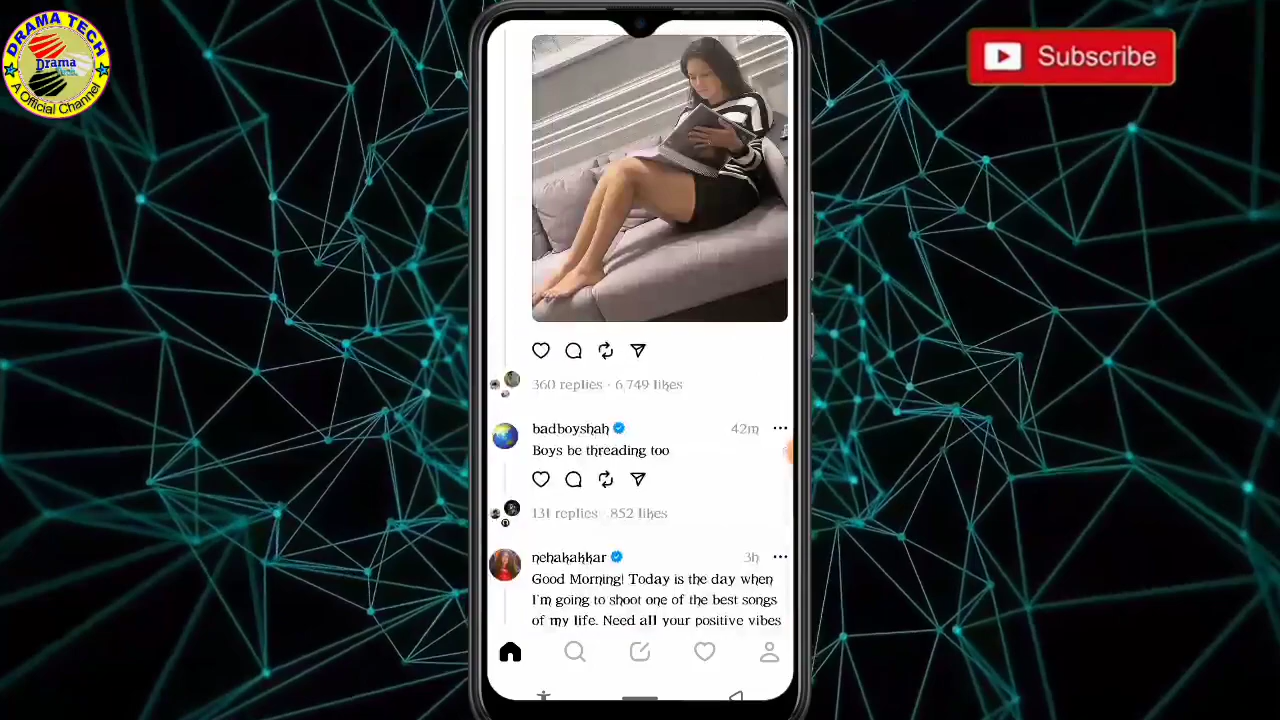 DRAMA TECH
Drama
Tech
A Official Channel
Subscribe
360 replies · 6,749 likes
badboyshah
42m
Boys be threading too
131 replies · 852 likes
nehakakkar
3h
Good Morning! Today is the day when
I'm going to shoot one of the best songs
of my life. Need all your positive vibes